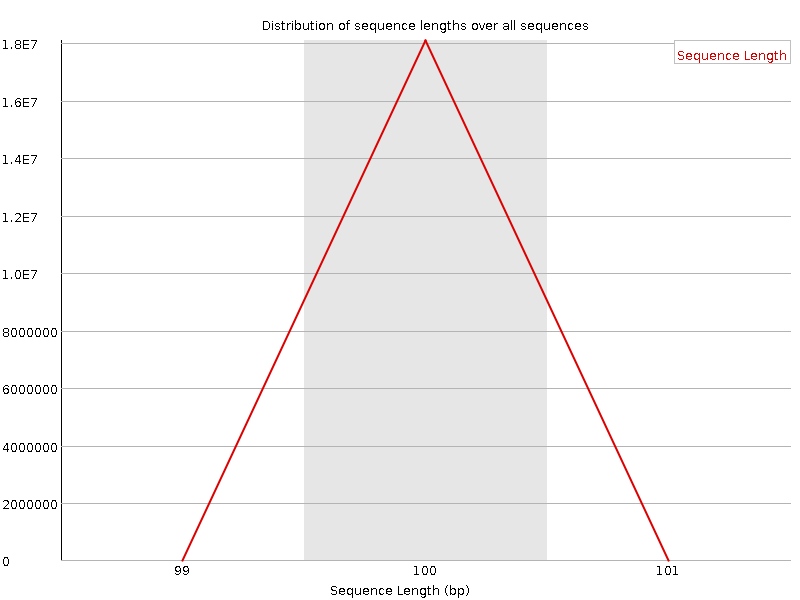 Distribution of sequence lengths over all sequences
Sequence Length
1.8E7
1.6E7
1.4E7
1.2E7
1.0E7
8000000
6000000
4000000
2000000
0
99 100 101
Sequence Length (bp)